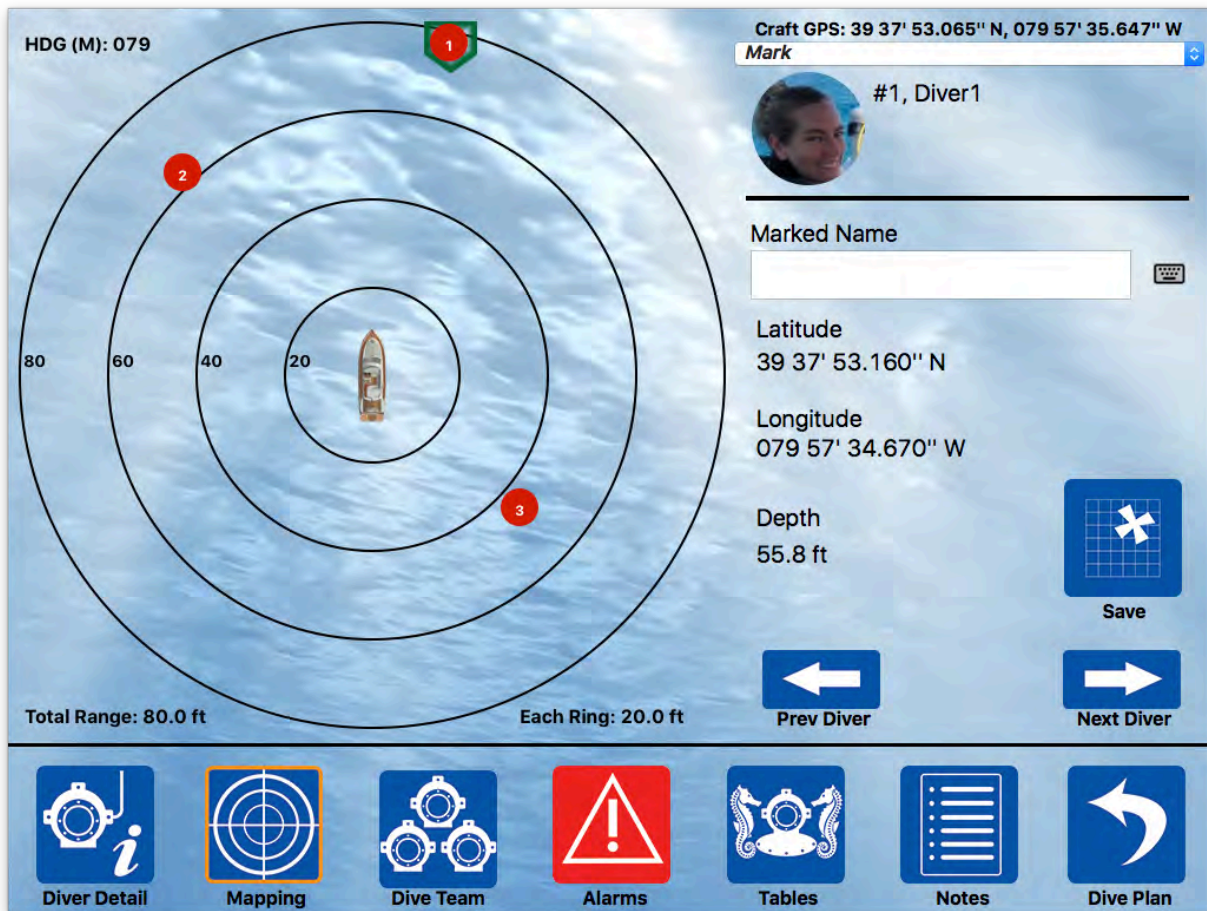 HDG (M): 079
Craft GPS: 39 37' 53.065'' N, 079 57' 35.647'' W
Mark
1
#1, Diver1
2
Marked Name
Latitude
39 37' 53.160'' N
80
60
40
20
Longitude
079 57' 34.670'' W
3
Depth
55.8 ft
Save
Total Range: 80.0 ft
Each Ring: 20.0 ft
Prev Diver
Next Diver
Diver Detail
Mapping
Dive Team
Alarms
Tables
Notes
Dive Plan